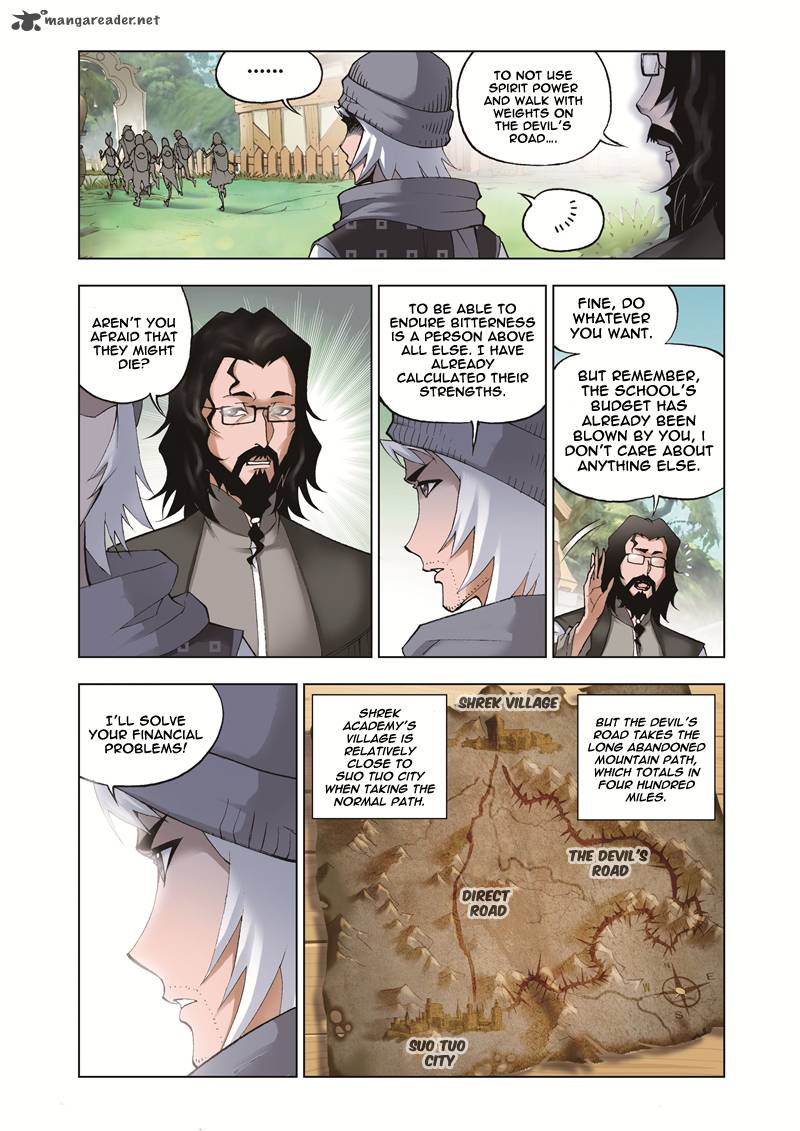 mangareader.net
......
TO NOT USE
SPIRIT POWER
AND WALK WITH
WEIGHTS ON
THE DEVIL'S
ROAD....
AREN'T YOU
AFRAID THAT
THEY MIGHT
DIE?
TO BE ABLE TO
ENDURE BITTERNESS
IS A PERSON ABOVE
ALL ELSE. I HAVE
ALREADY
CALCULATED THEIR
STRENGTHS.
FINE, DO
WHATEVER
YOU WANT.
BUT REMEMBER,
THE SCHOOL'S
BUDGET HAS
ALREADY BEEN
BLOWN BY YOU, I
DON'T CARE ABOUT
ANYTHING ELSE.
I'LL SOLVE
YOUR FINANCIAL
PROBLEMS!
SHREK
ACADEMY'S
VILLAGE IS
RELATIVELY
CLOSE TO
SUO TUO CITY
WHEN TAKING THE
NORMAL PATH.
SHREK VILLAGE
BUT THE DEVIL'S
ROAD TAKES THE
LONG ABANDONED
MOUNTAIN PATH,
WHICH TOTALS IN
FOUR HUNDRED
MILES.
THE DEVIL'S
ROAD
DIRECT
ROAD
N
E
W
S
SUO TUO
CITY